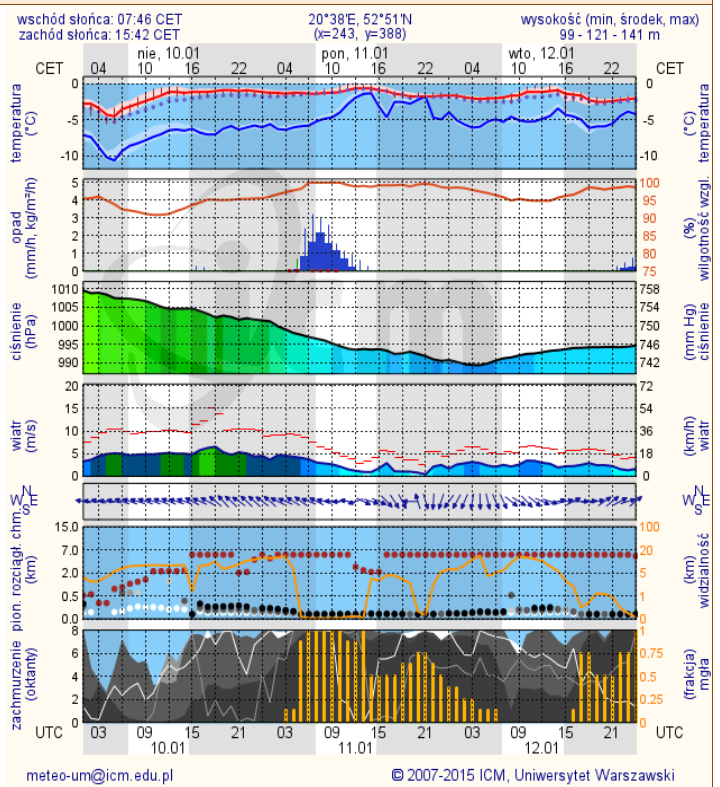 wschód słońca: 07:46 CET 20°38'E, 52°51'N wysokość (min, środek, max)
zachód słońca: 15:42 CET (x=243, y=388) 99 - 121 - 141 m
nie, 10.01 pon, 11.01 wto, 12.01
CET 04 10 16 22 04 10 16 22 04 10 16 22 CET
temperatura (°C) 0 -5 -10 0 -5 -10 (°C) temperatura
opad (mm/h, kg/m²/h) 5 4 3 2 1 0 100 95 90 85 80 75 (%) wilgotność wzgl.
ciśnienie (hPa) 1010 1005 1000 995 990 758 754 750 746 742 (mm Hg) ciśnienie
wiatr (m/s) 20 15 10 5 0 72 54 36 18 0 (km/h) wiatr
N W E S N W E S
pion. rozciągł. chm. (km) 15.0 7.0 2.0 0.5 0.0 100 20 5 1 0 (km) widzialność
zachmurzenie (oktanty) 8 6 4 2 0 1 0.75 0.5 0.25 0 (frakcja) mgła
UTC 03 09 15 21 03 09 15 21 03 09 15 21 UTC
10.01 11.01 12.01
meteo-um@icm.edu.pl © 2007-2015 ICM, Uniwersytet Warszawski
icm